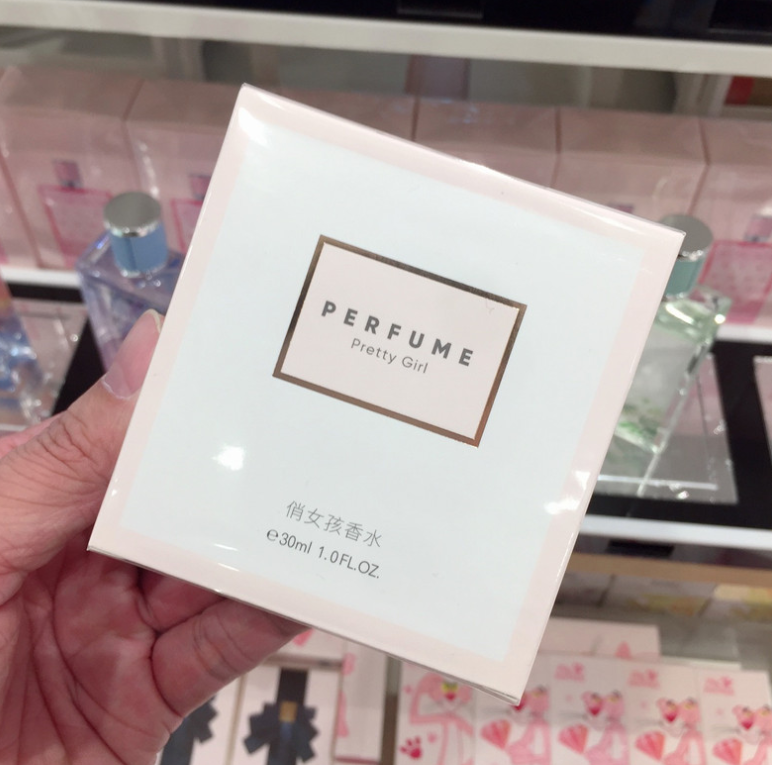 PERFUME
Pretty Girl
俏女孩香水
℮30ml 1.0FL.OZ.